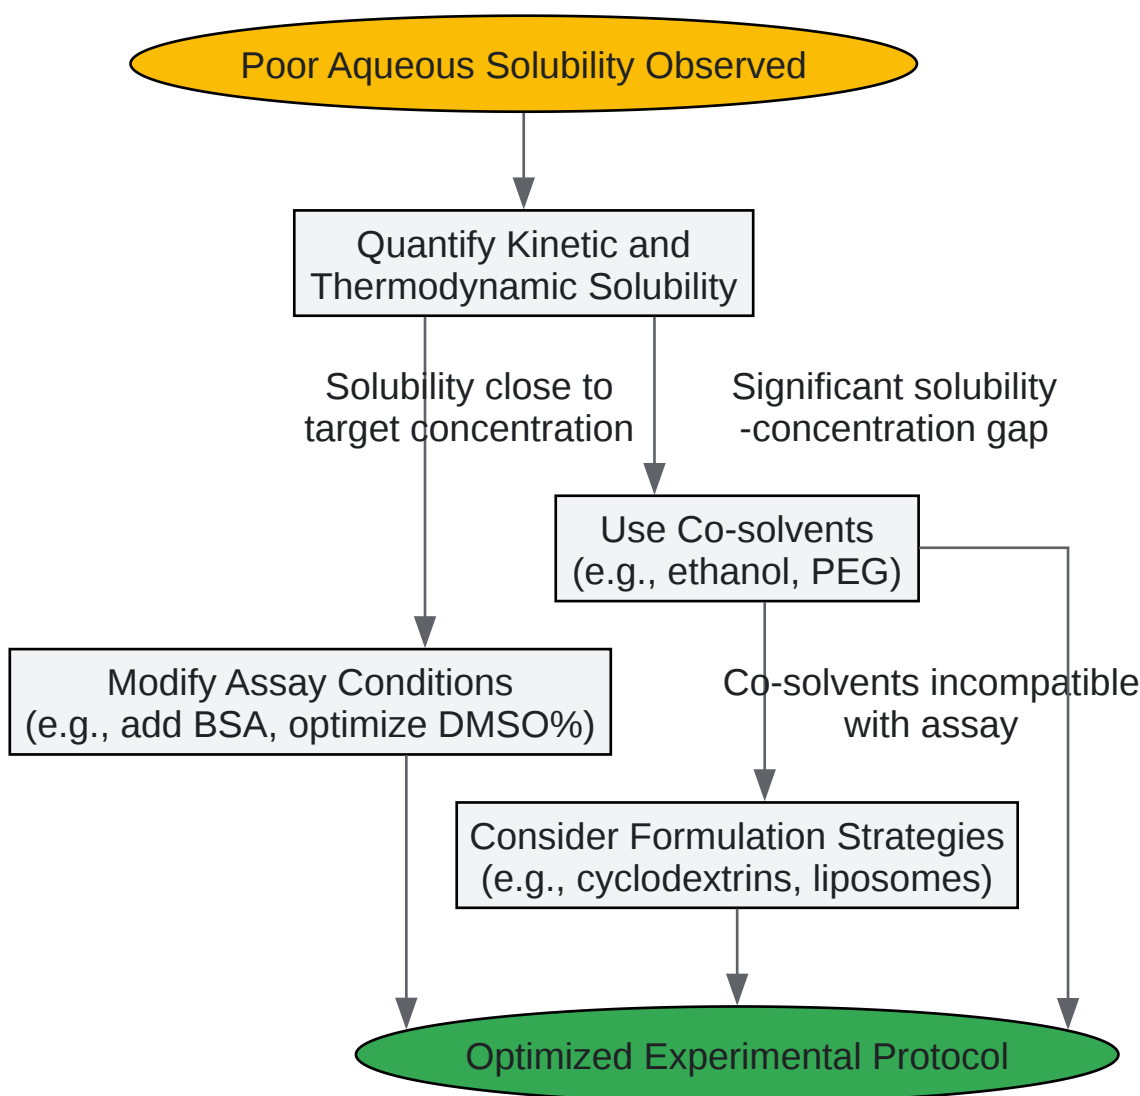 Poor Aqueous Solubility Observed
Quantify Kinetic and
Thermodynamic Solubility
Solubility close to
target concentration
Significant solubility
-concentration gap
Use Co-solvents
(e.g., ethanol, PEG)
Modify Assay Conditions
(e.g., add BSA, optimize DMSO%)
Co-solvents incompatible
with assay
Consider Formulation Strategies
(e.g., cyclodextrins, liposomes)
Optimized Experimental Protocol